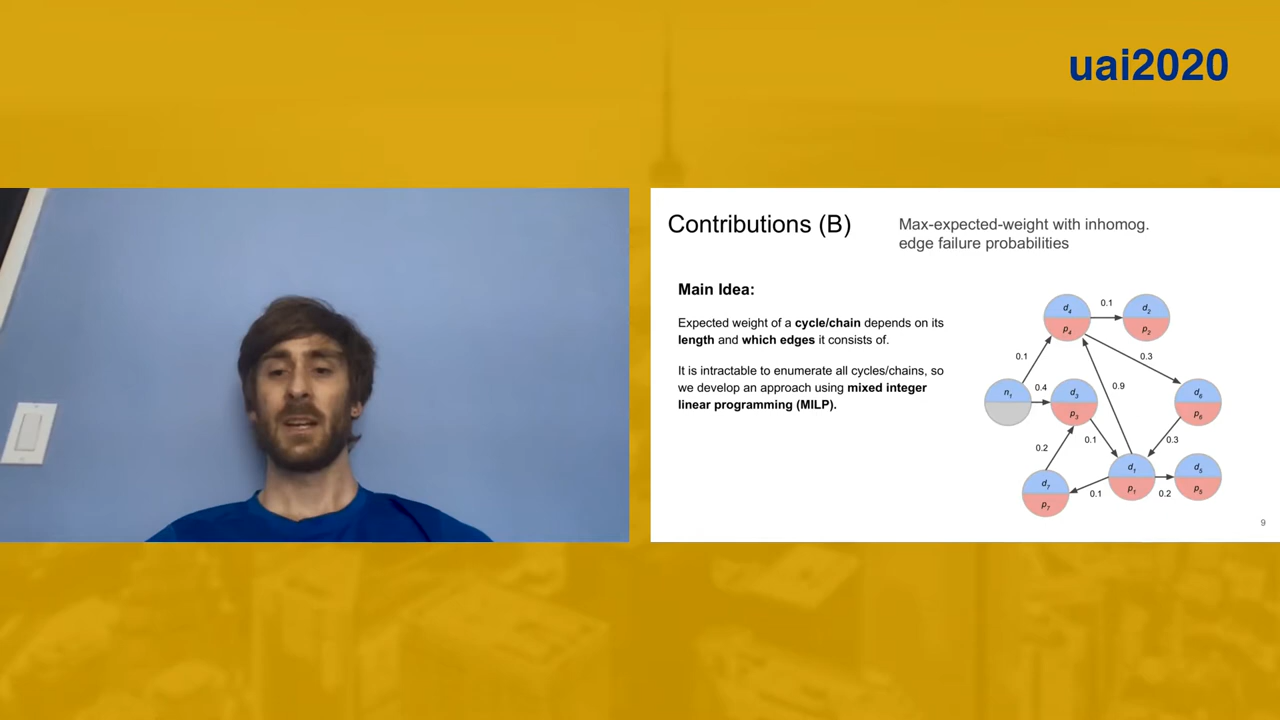 uai2020
Contributions (B)
Max-expected-weight with inhomog.
edge failure probabilities
Main Idea:
Expected weight of a cycle/chain depends on its
length and which edges it consists of.
It is intractable to enumerate all cycles/chains, so
we develop an approach using mixed integer
linear programming (MILP).
d4
p4
0.1
d2
p2
0.1
0.3
n1
0.4
d3
p3
0.9
d6
p6
0.2
0.1
0.3
d7
p7
0.1
d1
p1
0.2
d5
p5
9